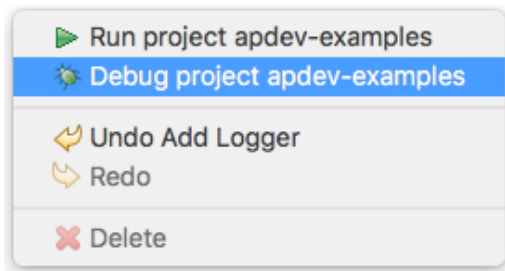 Run project apdev-examples
Debug project apdev-examples
Undo Add Logger
Redo
Delete